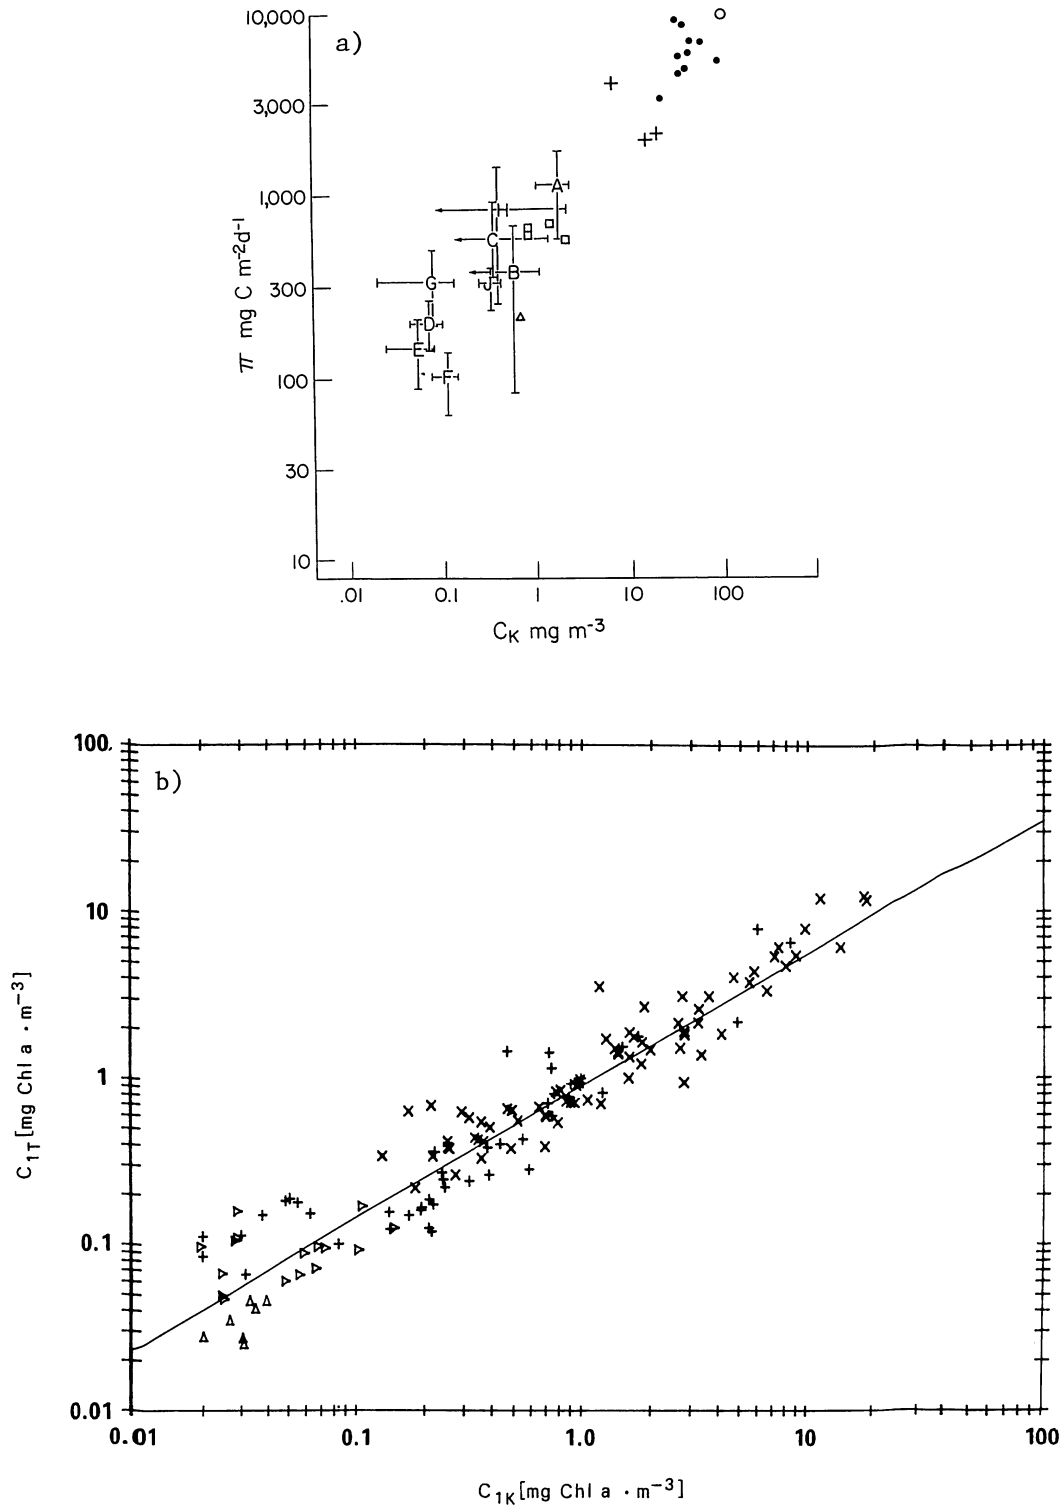 a)
10,000
3,000
1,000
300
100
30
10
π mg C m-2d-1
A
C
B
G
J
D
E
F
.01 0.1 1 10 100
CK mg m-3
b)
100.
10
1
0.1
0.01
C1T[mg Chl a · m−3]
0.01 0.1 1.0 10 100
C1K[mg Chl a · m−3]